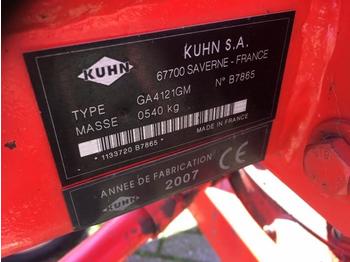 KUHN
KUHN S.A.
67700 SAVERNE - FRANCE
TYPE GA4121GM N° B7865
MASSE 0540 kg
*1133720 B7865*
MADE IN FRANCE
ANNEE DE FABRICATION CE
KUHN 2007